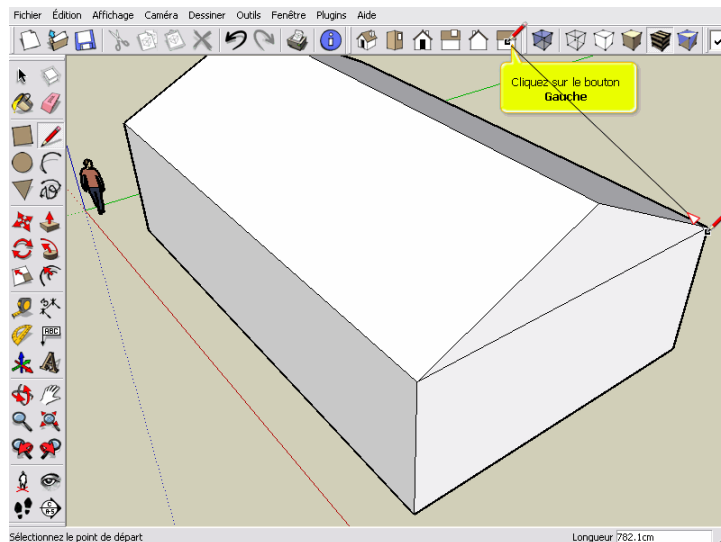 Fichier Édition Affichage Caméra Dessiner Outils Fenêtre Plugins Aide
Cliquez sur le bouton
Gauche
ABC
A
C
A-S
Sélectionnez le point de départ
Longueur 782.1cm